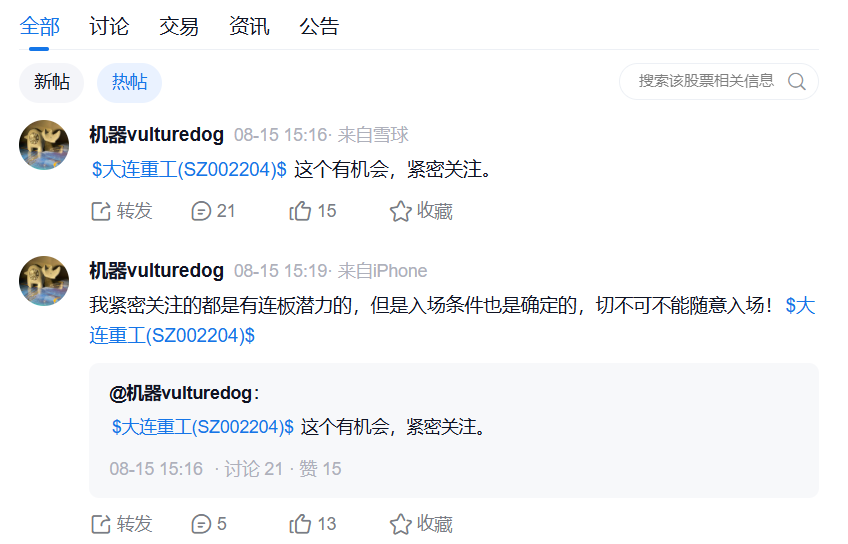 全部 讨论 交易 资讯 公告
新帖 热帖 搜索该股票相关信息
机器vulturedog 08-15 15:16· 来自雪球
$大连重工(SZ002204)$ 这个有机会，紧密关注。
转发 21 15 收藏
机器vulturedog 08-15 15:19· 来自iPhone
我紧密关注的都是有连板潜力的，但是入场条件也是确定的，切不可不能随意入场！$大
连重工(SZ002204)$
@机器vulturedog：
$大连重工(SZ002204)$ 这个有机会，紧密关注。
08-15 15:16 · 讨论 21 · 赞 15
转发 5 13 收藏